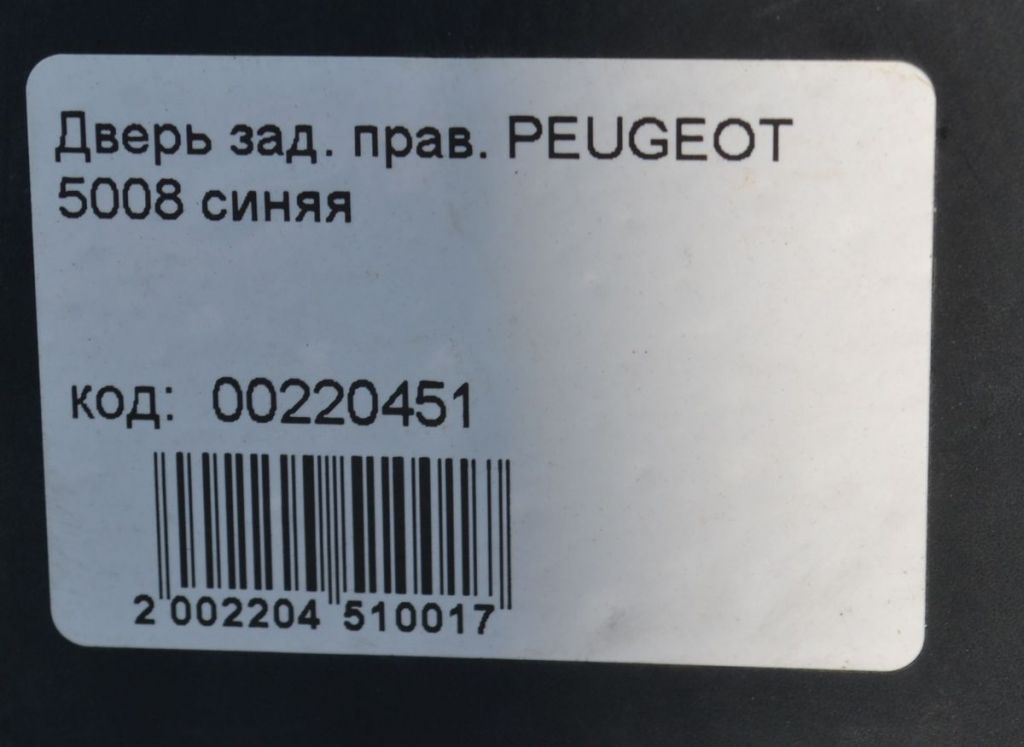 Дверь зад. прав. PEUGEOT
5008 синяя
код: 00220451
2 002204 510017